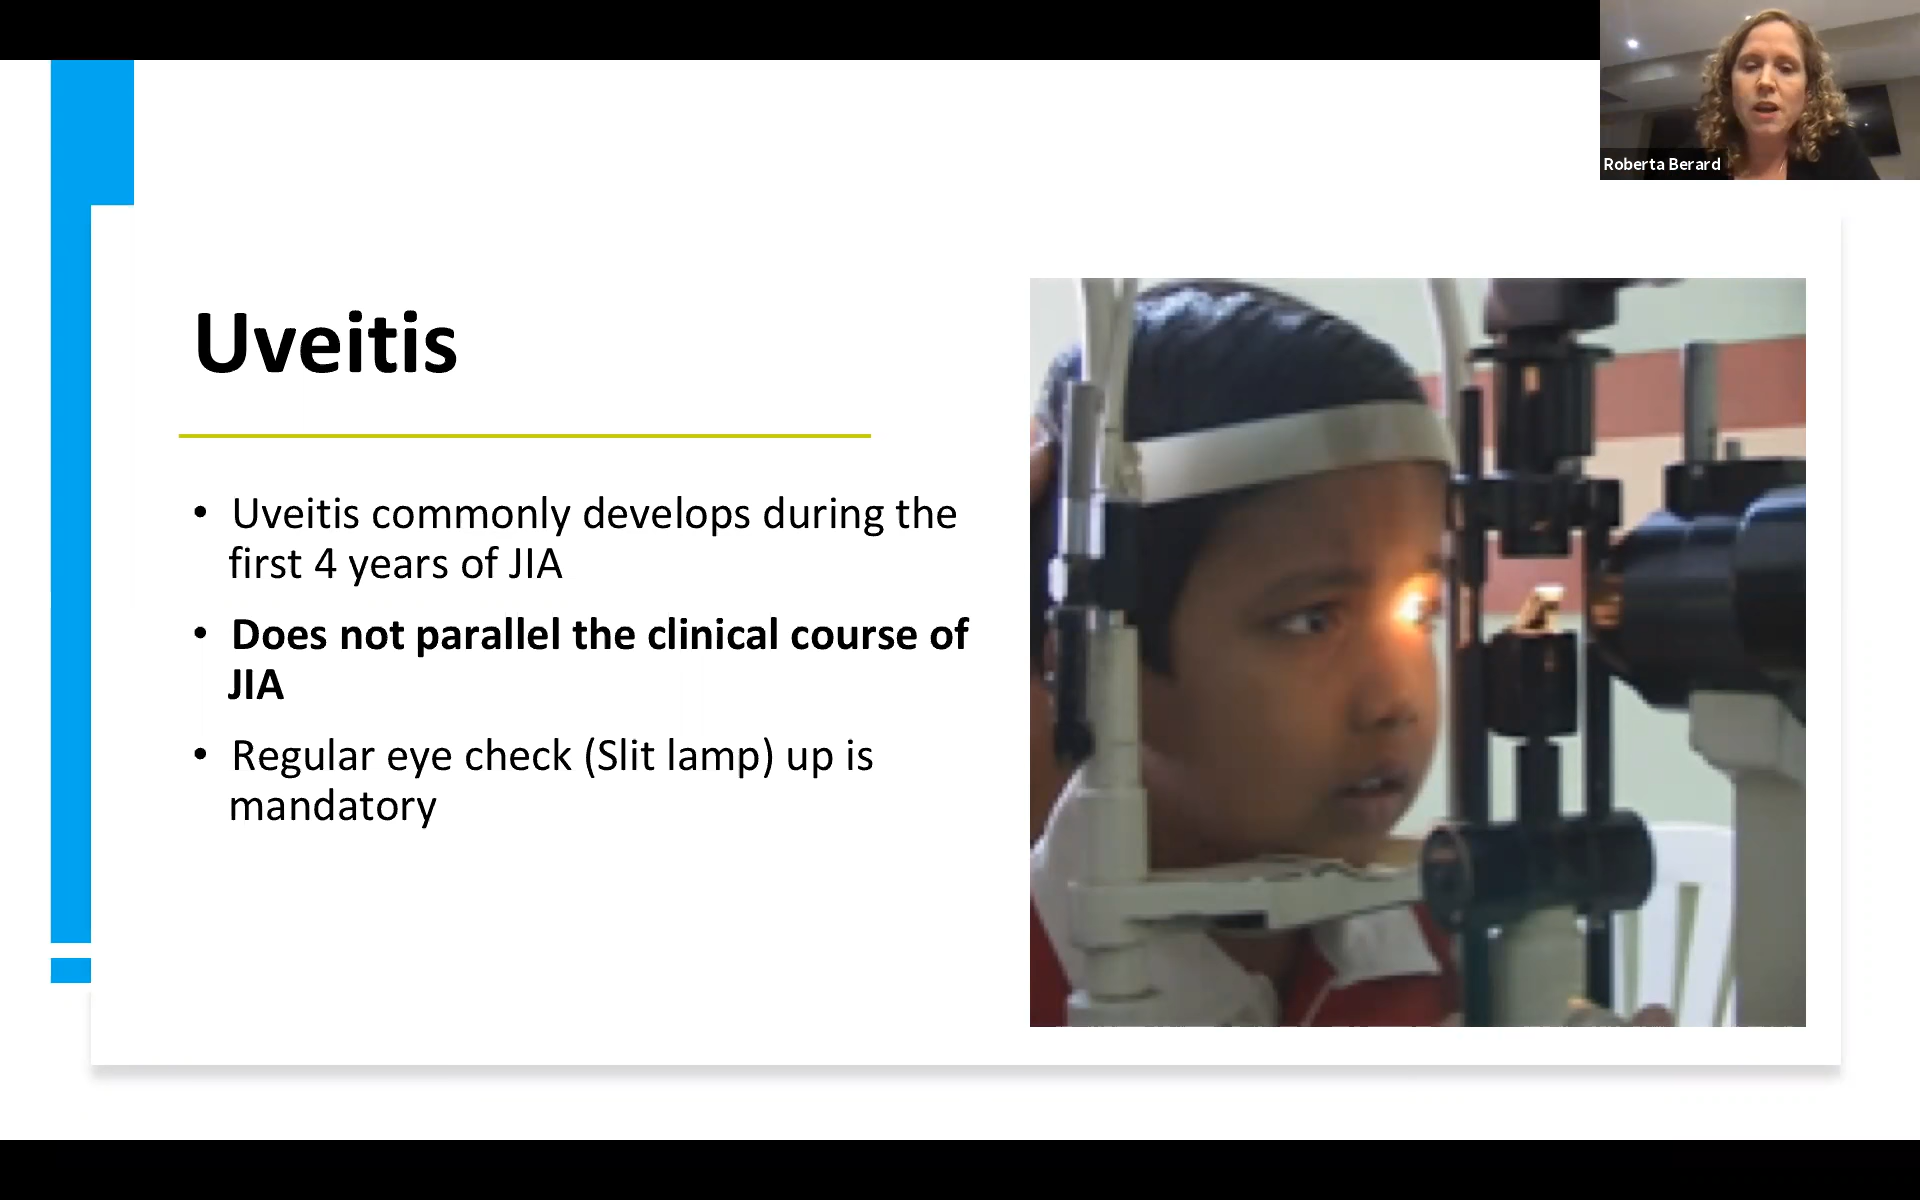 Roberta Berard
Uveitis
• Uveitis commonly develops during the
first 4 years of JIA
• Does not parallel the clinical course of
JIA
• Regular eye check (Slit lamp) up is
mandatory